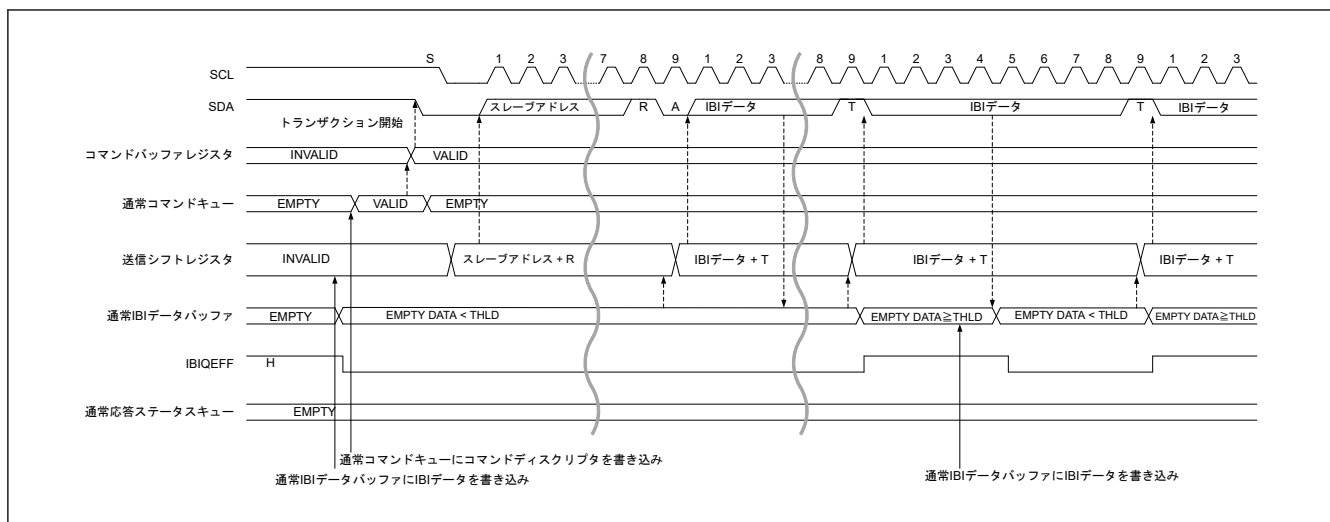 S 1 2 3 7 8 9 1 2 3 8 9 1 2 3 4 5 6 7 8 9 1 2 3
SCL
SDA スレーブアドレス R A IBIデータ T IBIデータ T IBIデータ
トランザクション開始
コマンドバッファレジスタ INVALID VALID
通常コマンドキュー EMPTY VALID EMPTY
送信シフトレジスタ INVALID スレーブアドレス + R IBIデータ + T IBIデータ + T IBIデータ + T
通常IBIデータバッファ EMPTY EMPTY DATA < THLD EMPTY DATA≧THLD EMPTY DATA < THLD EMPTY DATA≧THLD
IBIQEFF H
通常応答ステータスキュー EMPTY
通常コマンドキューにコマンドディスクリプタを書き込み
通常IBIデータバッファにIBIデータを書き込み 通常IBIデータバッファにIBIデータを書き込み